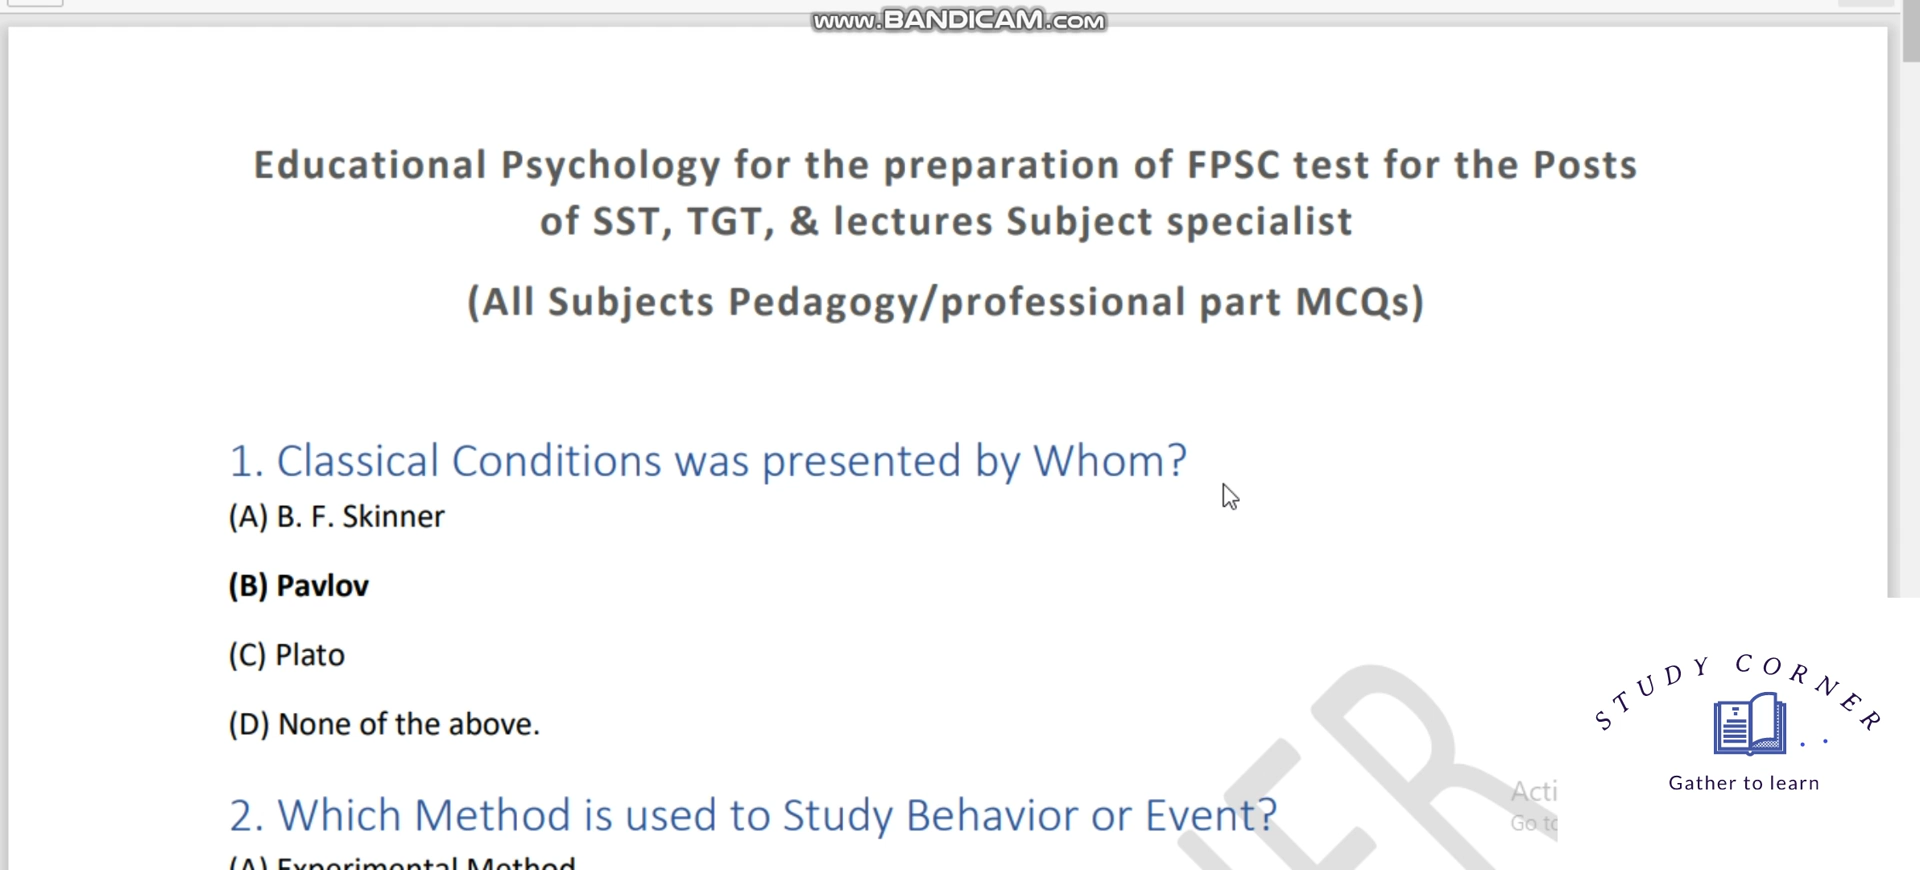 www.BANDICAM.com
Educational Psychology for the preparation of FPSC test for the Posts
of SST, TGT, & lectures Subject specialist
(All Subjects Pedagogy/professional part MCQs)
1. Classical Conditions was presented by Whom?
(A) B. F. Skinner
(B) Pavlov
(C) Plato
(D) None of the above.
2. Which Method is used to Study Behavior or Event?
(A) Experimental Method
STUDY CORNER
Gather to learn